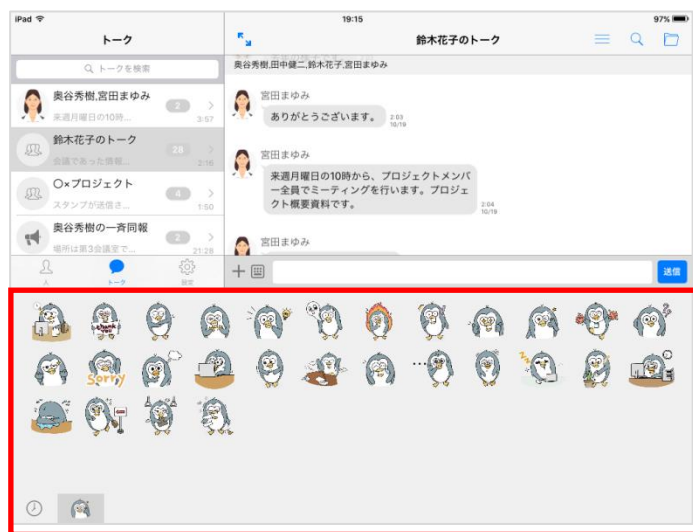 iPad
19:15
97%
トーク
トークを検索
奥谷秀樹,宮田まゆみ
2
来週月曜日の10時…
3:57
鈴木花子のトーク
28
会議であった情報…
2:16
○×プロジェクト
4
スタンプが送信さ…
1:50
奥谷秀樹の一斉同報
2
場所は第3会議室で…
21:28
人
トーク
設定
鈴木花子のトーク
奥谷秀樹,田中健二,鈴木花子,宮田まゆみ
宮田まゆみ
ありがとうございます。
2:03
10/19
宮田まゆみ
来週月曜日の10時から、プロジェクトメンバ
ー全員でミーティングを行います。プロジェ
クト概要資料です。
2:04
10/19
宮田まゆみ
送信
thank you!
Sorry